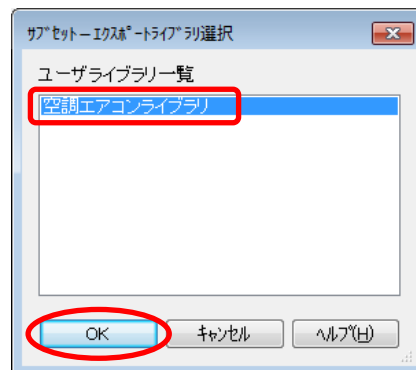 ｻﾌﾞｾｯﾄ－ｴｸｽﾎﾟｰﾄﾗｲﾌﾞﾗﾘ選択
ユーザライブラリ一覧
空調エアコンライブラリ
OK ｷｬﾝｾﾙ ﾍﾙﾌﾟ(H)